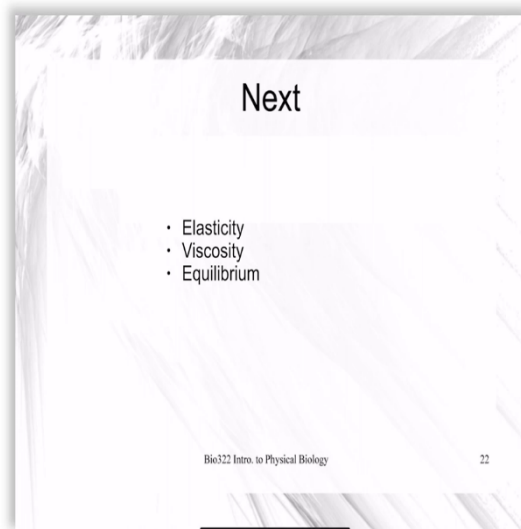 Next
• Elasticity
• Viscosity
• Equilibrium
Bio322 Intro. to Physical Biology
22